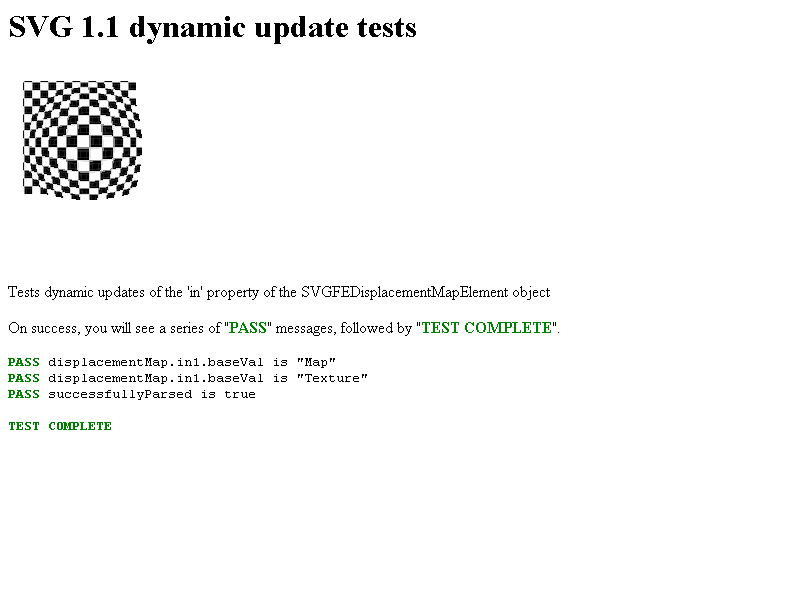 SVG 1.1 dynamic update tests
Tests dynamic updates of the 'in' property of the SVGFEDisplacementMapElement object
On success, you will see a series of "PASS" messages, followed by "TEST COMPLETE".
PASS displacementMap.in1.baseVal is "Map"
PASS displacementMap.in1.baseVal is "Texture"
PASS successfullyParsed is true
TEST COMPLETE